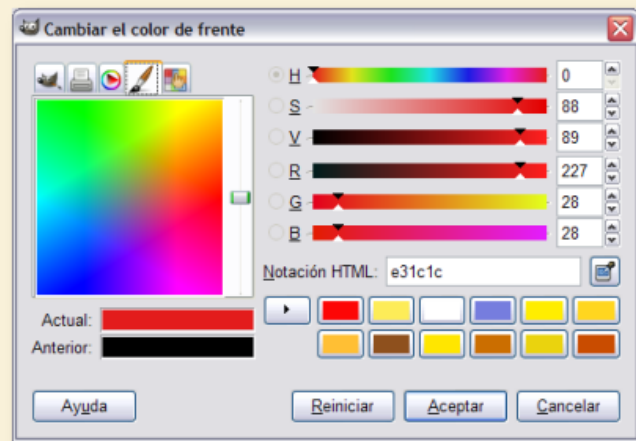 Cambiar el color de frente
H 0
S 88
V 89
R 227
G 28
B 28
Notación HTML: e31c1c
Actual:
Anterior:
Ayuda Reiniciar Aceptar Cancelar